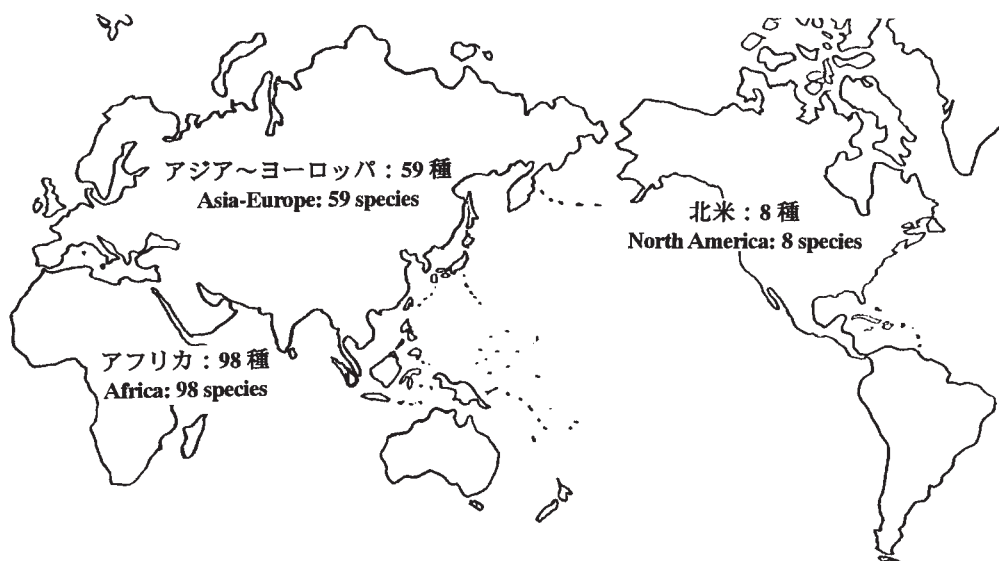 アジア〜ヨーロッパ：59 種
Asia-Europe: 59 species
北米：8 種
North America: 8 species
アフリカ：98 種
Africa: 98 species